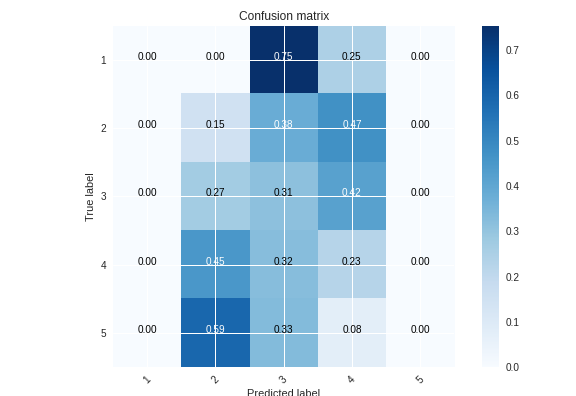 Confusion matrix
0.7
1 0.00 0.00 0.75 0.25 0.00
0.6
2 0.00 0.15 0.38 0.47 0.00
0.5
True label
0.4
3 0.00 0.27 0.31 0.42 0.00
0.3
4 0.00 0.45 0.32 0.23 0.00
0.2
5 0.00 0.59 0.33 0.08 0.00
0.1
0.0
1 2 3 4 5
Predicted label